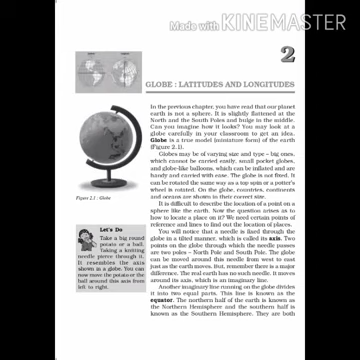 Made with KINEMASTER
2
GLOBE : LATITUDES AND LONGITUDES
In the previous chapter, you have read that our planet
earth is not a sphere. It is slightly flattened at the
North and the South Poles and bulge in the middle.
Can you imagine how it looks? You may look at a
globe carefully in your classroom to get an idea.
Globe is a true model (miniature form) of the earth
(Figure 2.1).
Globes may be of varying size and type – big ones,
which cannot be carried easily, small pocket globes,
and globe-like balloons, which can be inflated and are
handy and carried with ease. The globe is not fixed. It
can be rotated the same way as a top spin or a potter's
wheel is rotated. On the globe, countries, continents
and oceans are shown in their correct size.
It is difficult to describe the location of a point on a
sphere like the earth. Now the question arises as to
how to locate a place on it? We need certain points of
reference and lines to find out the location of places.
You will notice that a needle is fixed through the
globe in a tilted manner, which is called its axis. Two
points on the globe through which the needle passes
are two poles – North Pole and South Pole. The globe
can be moved around this needle from west to east
just as the earth moves. But, remember there is a major
difference. The real earth has no such needle. It moves
around its axis, which is an imaginary line.
Another imaginary line running on the globe divides
it into two equal parts. This line is known as the
equator. The northern half of the earth is known as
the Northern Hemisphere and the southern half is
known as the Southern Hemisphere. They are both
Figure 2.1 : Globe
Let's Do
Take a big round
potato or a ball.
Taking a knitting
needle pierce through it.
It resembles the axis
shown in a globe. You can
now move the potato or the
ball around this axis from
left to right.